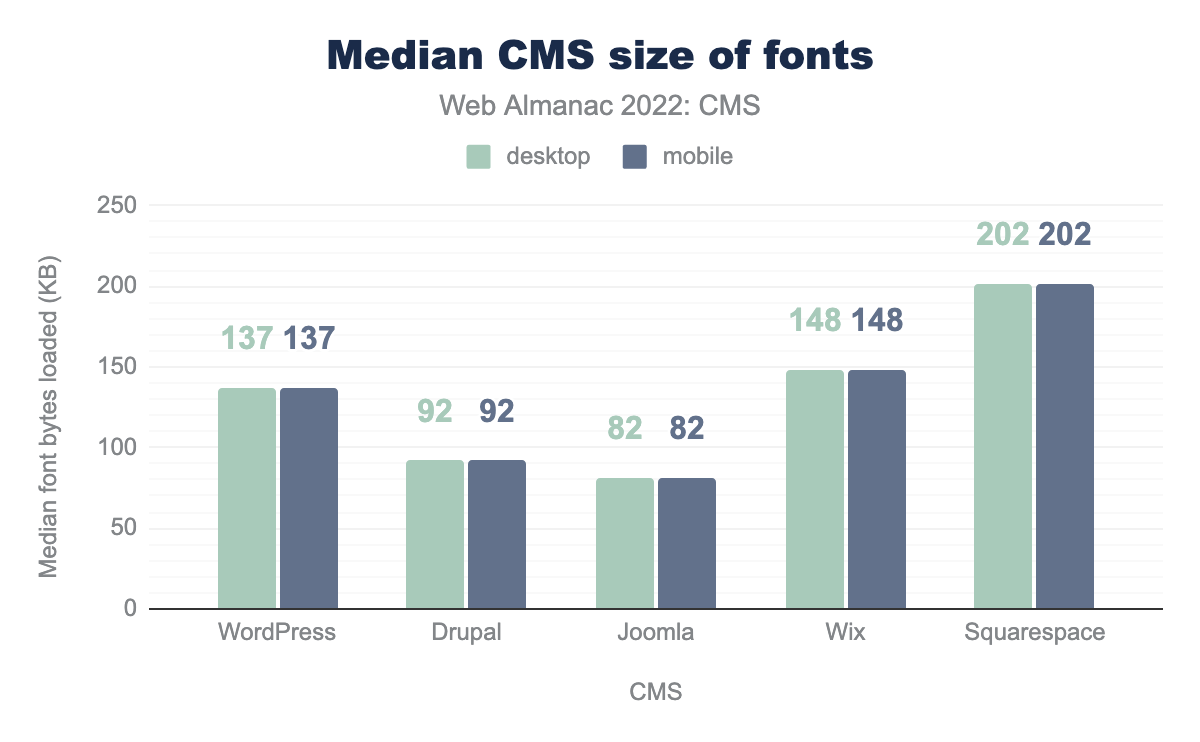 Median CMS size of fonts
Web Almanac 2022: CMS
desktop mobile
Median font bytes loaded (KB)
250
200
150
100
50
0
137 137
92 92
82 82
148 148
202 202
WordPress Drupal Joomla Wix Squarespace
CMS